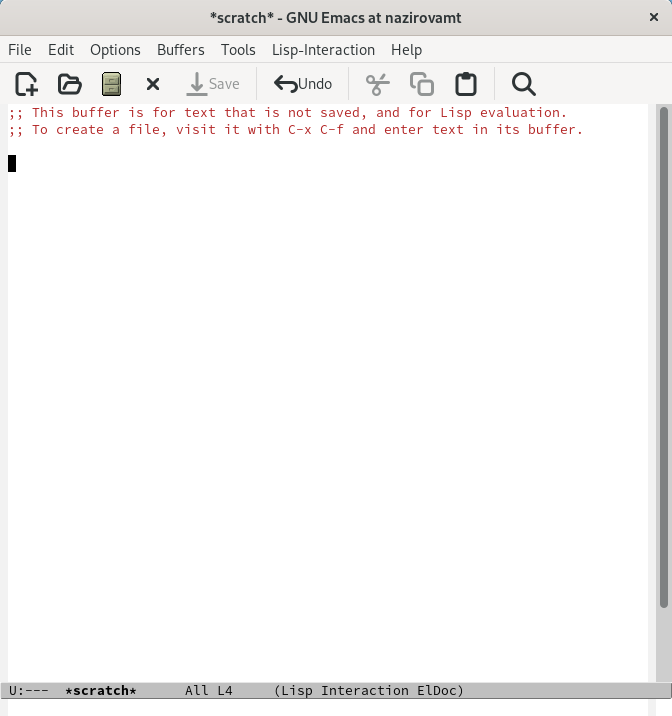 *scratch* - GNU Emacs at nazirovamt
File Edit Options Buffers Tools Lisp-Interaction Help
Save Undo
;; This buffer is for text that is not saved, and for Lisp evaluation.
;; To create a file, visit it with C-x C-f and enter text in its buffer.
U:--- *scratch* All L4 (Lisp Interaction ElDoc)